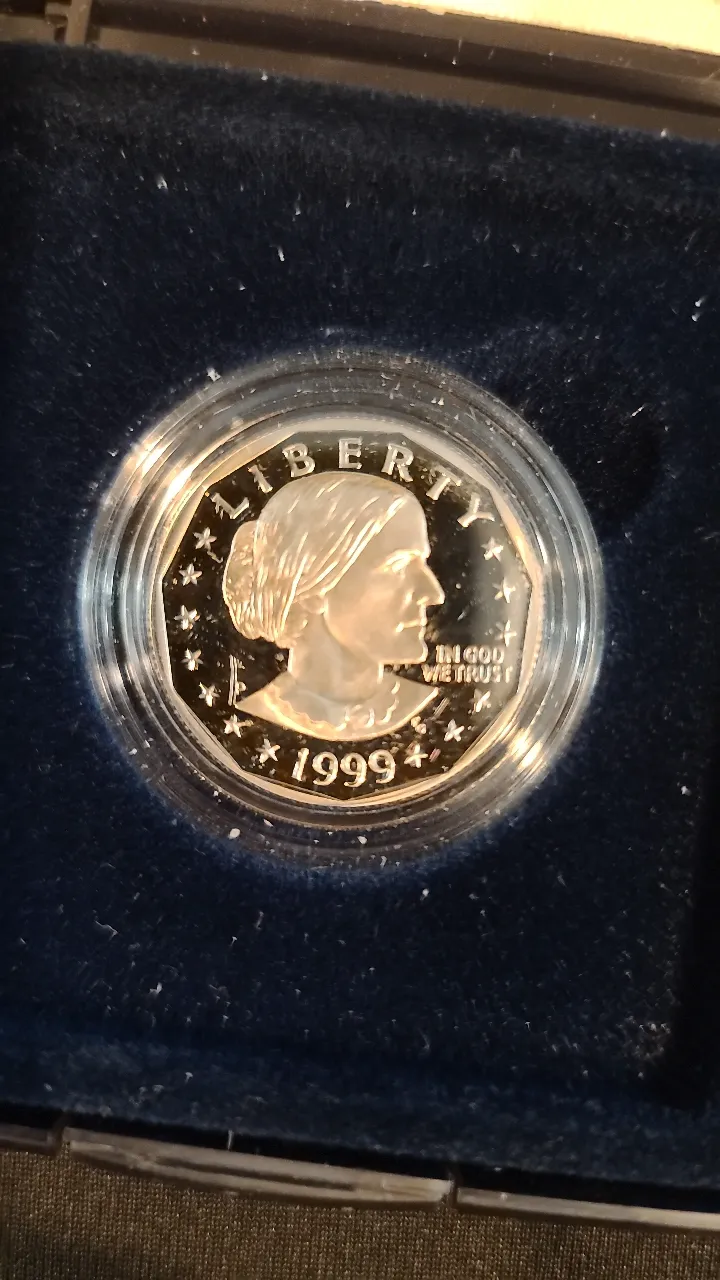 LIBERTY
IN GOD
WE TRUST
P
1999